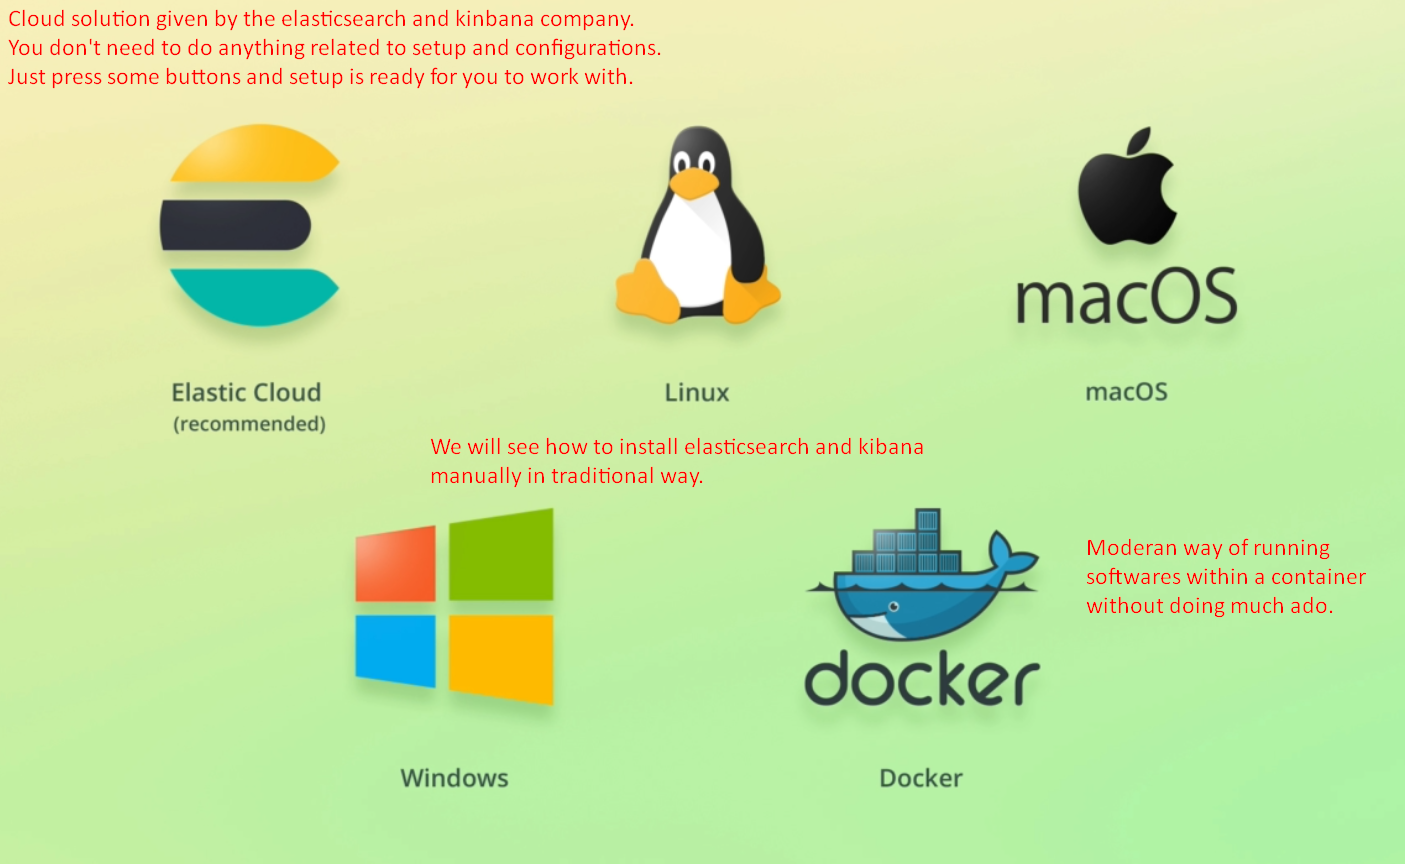 Cloud solution given by the elasticsearch and kinbana company.
You don't need to do anything related to setup and configurations.
Just press some buttons and setup is ready for you to work with.
macOS
Elastic Cloud
(recommended)
Linux
macOS
We will see how to install elasticsearch and kibana
manually in traditional way.
Moderan way of running
softwares within a container
without doing much ado.
docker
Windows
Docker